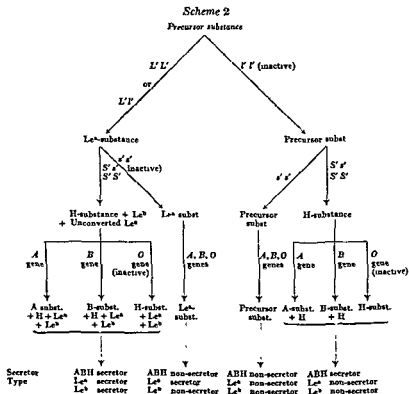 Scheme 2
Precursor substance
L' L'
or
L' l'
l' l' (inactive)
Leᵃ-substance
Precursor subst
s' s'
inactive)
S' s'
S' S'
s' s'
S' s'
S' S'
H-substance + Leᵇ
+ Unconverted Leᵃ
Leᵃ subst
Precursor
subst
H-substance
A
gene
B
gene
O
gene
(inactive)
A, B, O
genes
A, B, O
genes
A
gene
B
gene
O
gene
(inactive)
A subst.
+ H + Leᵃ
+ Leᵇ
B-subst.
+ H + Leᵃ
+ Leᵇ
H-subst.
+ Leᵃ
+ Leᵇ
Leᵃ-
subst.
Precursor
subst.
A-subst
+ H
B-subst
+ H
H-subst.
Secretor ABH secretor ABH non-secretor ABH non-secretor ABH secretor
Type Leᵃ secretor Leᵃ secretor Leᵃ non-secretor Leᵃ non-secretor
Leᵇ secretor Leᵇ non-secretor Leᵇ non-secretor Leᵇ non-secretor